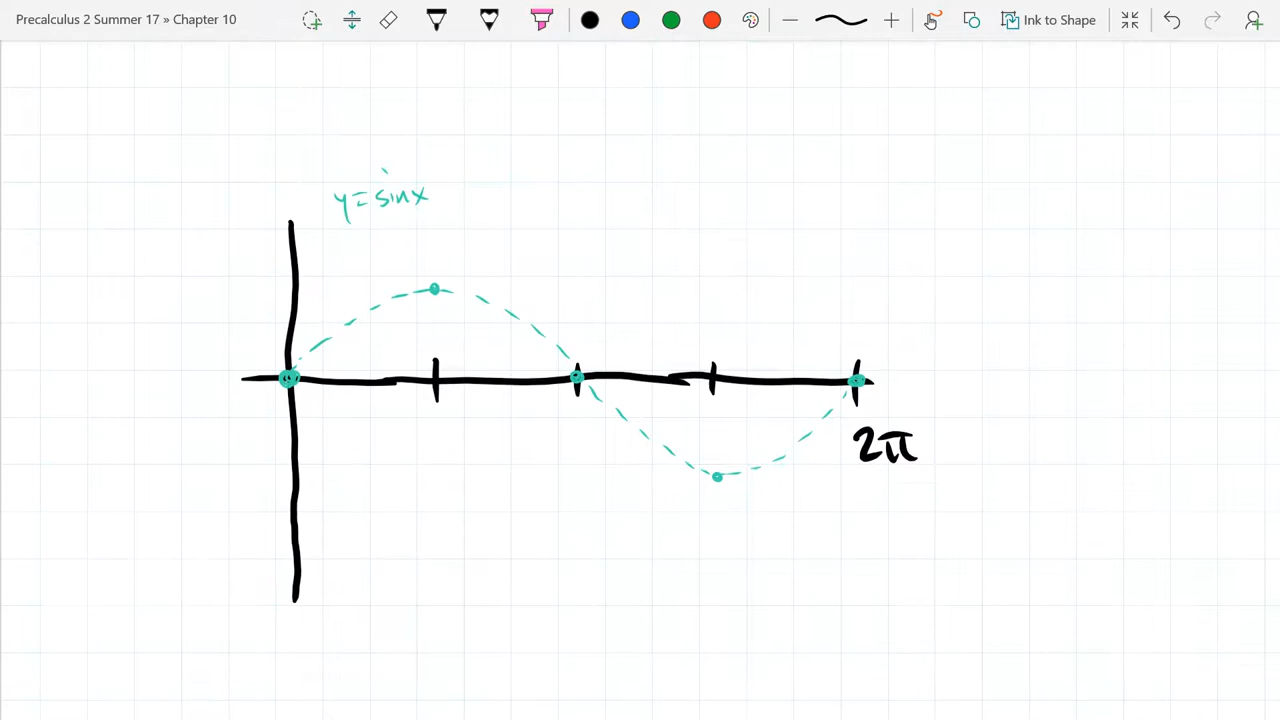 Precalculus 2 Summer 17 » Chapter 10
Ink to Shape
y=sinx
2π